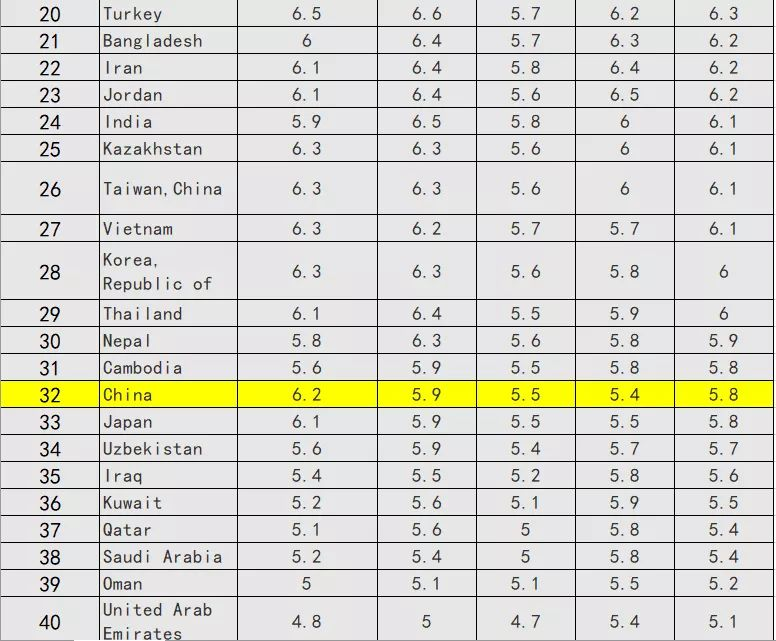 20 Turkey 6.5 6.6 5.7 6.2 6.3
21 Bangladesh 6 6.4 5.7 6.3 6.2
22 Iran 6.1 6.4 5.8 6.4 6.2
23 Jordan 6.1 6.4 5.6 6.5 6.2
24 India 5.9 6.5 5.8 6 6.1
25 Kazakhstan 6.3 6.3 5.6 6 6.1
26 Taiwan,China 6.3 6.3 5.6 6 6.1
27 Vietnam 6.3 6.2 5.7 5.7 6.1
28 Korea,
Republic of 6.3 6.3 5.6 5.8 6
29 Thailand 6.1 6.4 5.5 5.9 6
30 Nepal 5.8 6.3 5.6 5.8 5.9
31 Cambodia 5.6 5.9 5.5 5.8 5.8
32 China 6.2 5.9 5.5 5.4 5.8
33 Japan 6.1 5.9 5.5 5.5 5.8
34 Uzbekistan 5.6 5.9 5.4 5.7 5.7
35 Iraq 5.4 5.5 5.2 5.8 5.6
36 Kuwait 5.2 5.6 5.1 5.9 5.5
37 Qatar 5.1 5.6 5 5.8 5.4
38 Saudi Arabia 5.2 5.4 5 5.8 5.4
39 Oman 5 5.1 5.1 5.5 5.2
40 United Arab
Emirates 4.8 5 4.7 5.4 5.1